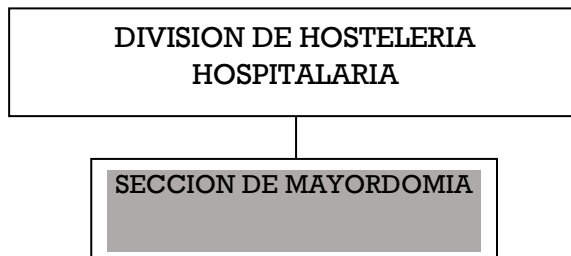 DIVISION DE HOSTELERIA
HOSPITALARIA
SECCION DE MAYORDOMIA